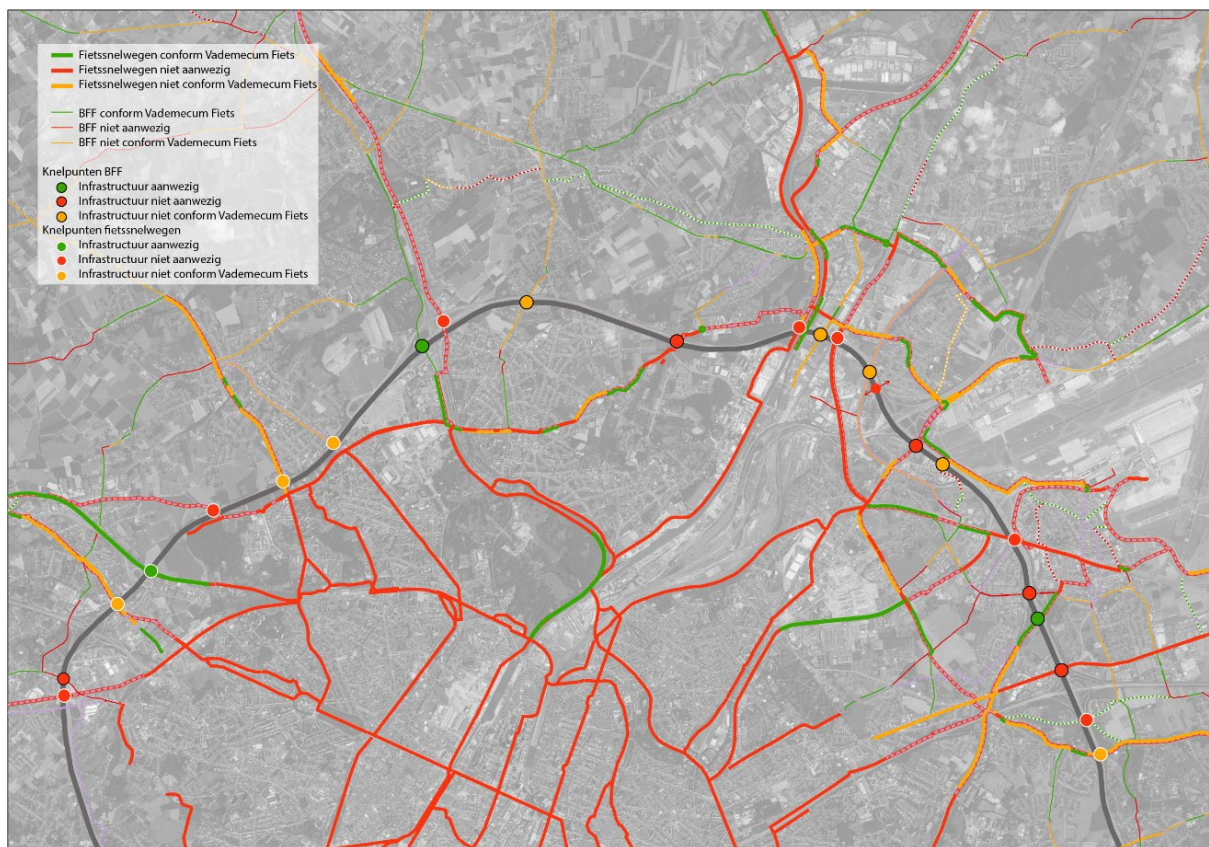 Fietssnelwegen conform Vademecum Fiets
Fietssnelwegen niet aanwezig
Fietssnelwegen niet conform Vademecum Fiets
BFF conform Vademecum Fiets
BFF niet aanwezig
BFF niet conform Vademecum Fiets
Knelpunten BFF
Infrastructuur aanwezig
Infrastructuur niet aanwezig
Infrastructuur niet conform Vademecum Fiets
Knelpunten fietssnelwegen
Infrastructuur aanwezig
Infrastructuur niet aanwezig
Infrastructuur niet conform Vademecum Fiets